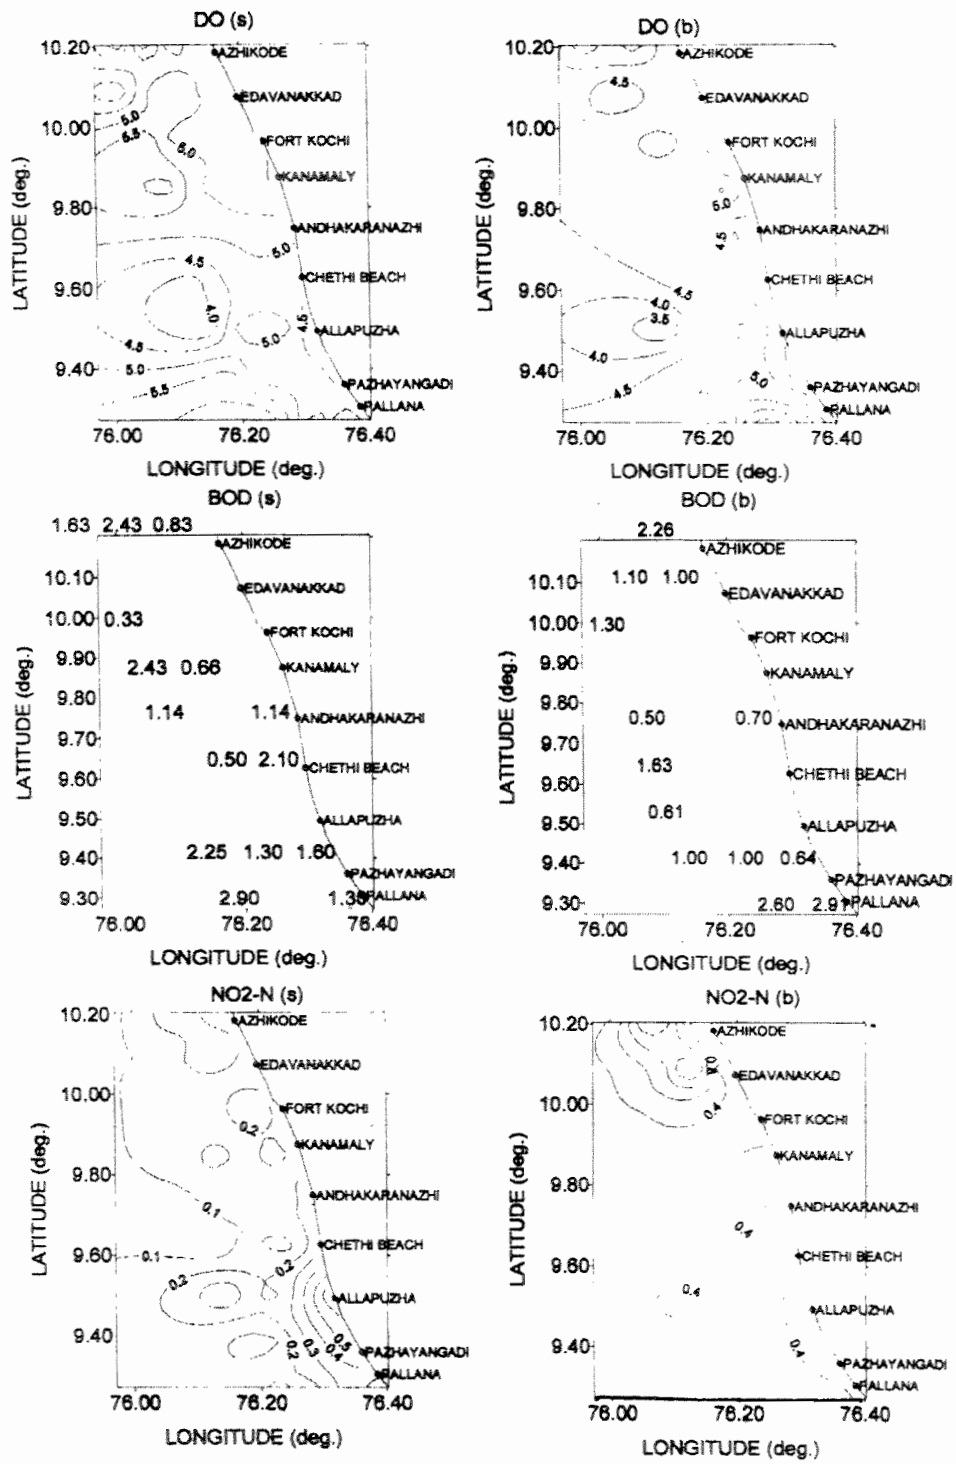 DO (s)
10.20
AZHIKODE
EDAVANAKKAD
5.0
5.5
10.00
5.0
FORT KOCHI
KANAMALY
9.80
ANDHAKARANAZHI
5.0
4.5
CHETHI BEACH
9.60
4.0
4.5
ALLAPUZHA
5.0
4.5
9.40
5.0
5.5
PAZHAYANGADI
PALLANA
76.00 76.20 76.40
LATITUDE (deg.)
LONGITUDE (deg.)
DO (b)
10.20
AZHIKODE
4.5
EDAVANAKKAD
10.00
FORT KOCHI
KANAMALY
5.0
9.80
ANDHAKARANAZHI
4.5
CHETHI BEACH
9.60
4.5
4.0
3.5
ALLAPUZHA
4.0
9.40
5.0
4.5
PAZHAYANGADI
PALLANA
76.00 76.20 76.40
LATITUDE (deg.)
LONGITUDE (deg.)
BOD (s)
1.63 2.43 0.83
AZHIKODE
10.10
EDAVANAKKAD
10.00 0.33
FORT KOCHI
9.90
2.43 0.66 KANAMALY
9.80
1.14 1.14 ANDHAKARANAZHI
9.70
0.50 2.10 CHETHI BEACH
9.60
9.50 ALLAPUZHA
9.40 2.25 1.30 1.60
PAZHAYANGADI
9.30 2.90 PALLANA
76.00 76.20 76.40
LATITUDE (deg.)
LONGITUDE (deg.)
BOD (b)
2.26
AZHIKODE
10.10 1.10 1.00
EDAVANAKKAD
10.00 1.30
FORT KOCHI
9.90
KANAMALY
9.80
0.50 0.70 ANDHAKARANAZHI
9.70
1.63
CHETHI BEACH
9.60
0.61
9.50 ALLAPUZHA
9.40 1.00 1.00 0.64
PAZHAYANGADI
9.30 2.60 2.91 PALLANA
76.00 76.20 76.40
LATITUDE (deg.)
LONGITUDE (deg.)
NO2-N (s)
10.20
AZHIKODE
EDAVANAKKAD
10.00
FORT KOCHI
0.2
KANAMALY
9.80
ANDHAKARANAZHI
0.1
CHETHI BEACH
9.60 0.1
0.2 0.2
ALLAPUZHA
9.40
0.2 0.3 0.4 0.5
PAZHAYANGADI
PALLANA
76.00 76.20 76.40
LATITUDE (deg.)
LONGITUDE (deg.)
NO2-N (b)
10.20
AZHIKODE
EDAVANAKKAD
10.00 0.4
FORT KOCHI
KANAMALY
9.80
ANDHAKARANAZHI
0.4
CHETHI BEACH
9.60
0.4
ALLAPUZHA
9.40 0.4
PAZHAYANGADI
PALLANA
76.00 76.20 76.40
LATITUDE (deg.)
LONGITUDE (deg.)